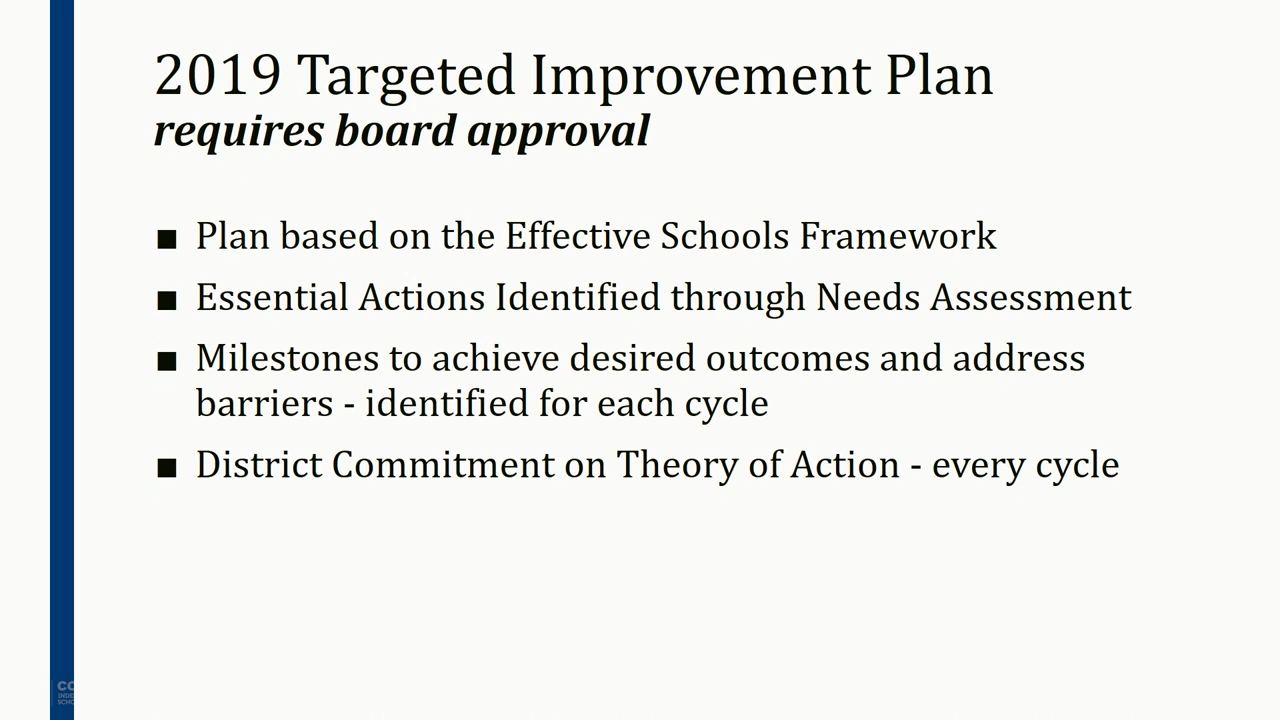 2019 Targeted Improvement Plan
requires board approval
■ Plan based on the Effective Schools Framework
■ Essential Actions Identified through Needs Assessment
■ Milestones to achieve desired outcomes and address
barriers - identified for each cycle
■ District Commitment on Theory of Action - every cycle